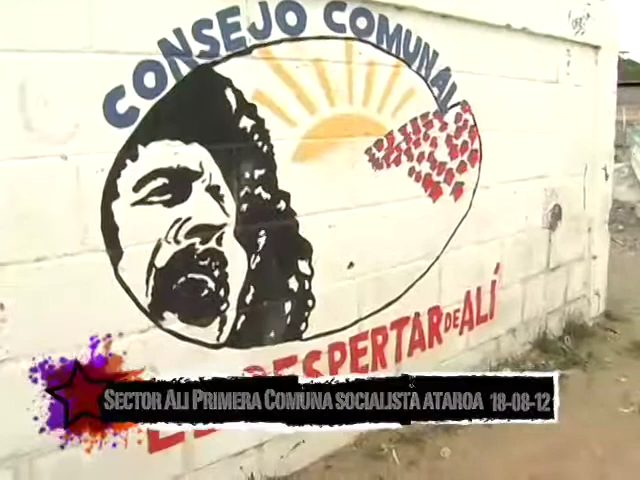 CONSEJO COMUNAL
DESPERTAR DE ALÍ
SECTOR ALI PRIMERA COMUNA SOCIALISTA ATAROA 18-08-12